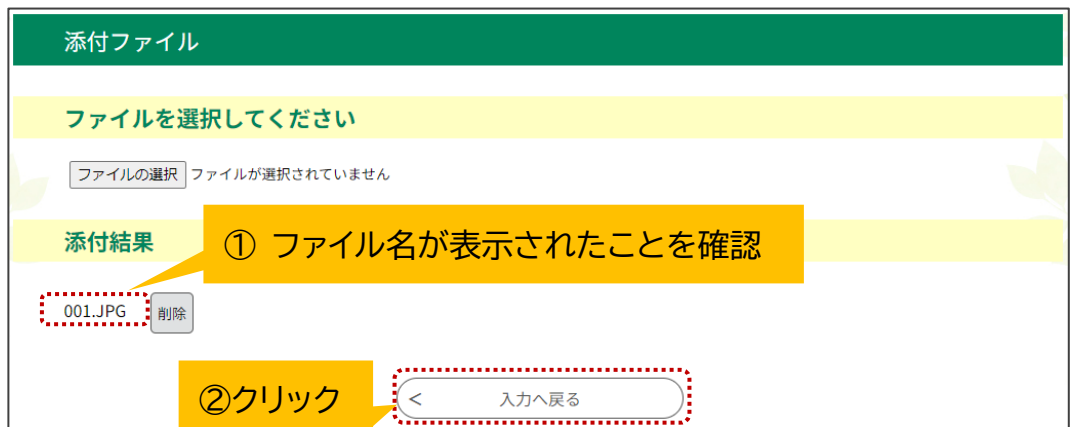 添付ファイル
ファイルを選択してください
ファイルの選択 ファイルが選択されていません
添付結果
① ファイル名が表示されたことを確認
001.JPG 削除
②クリック
< 入力へ戻る